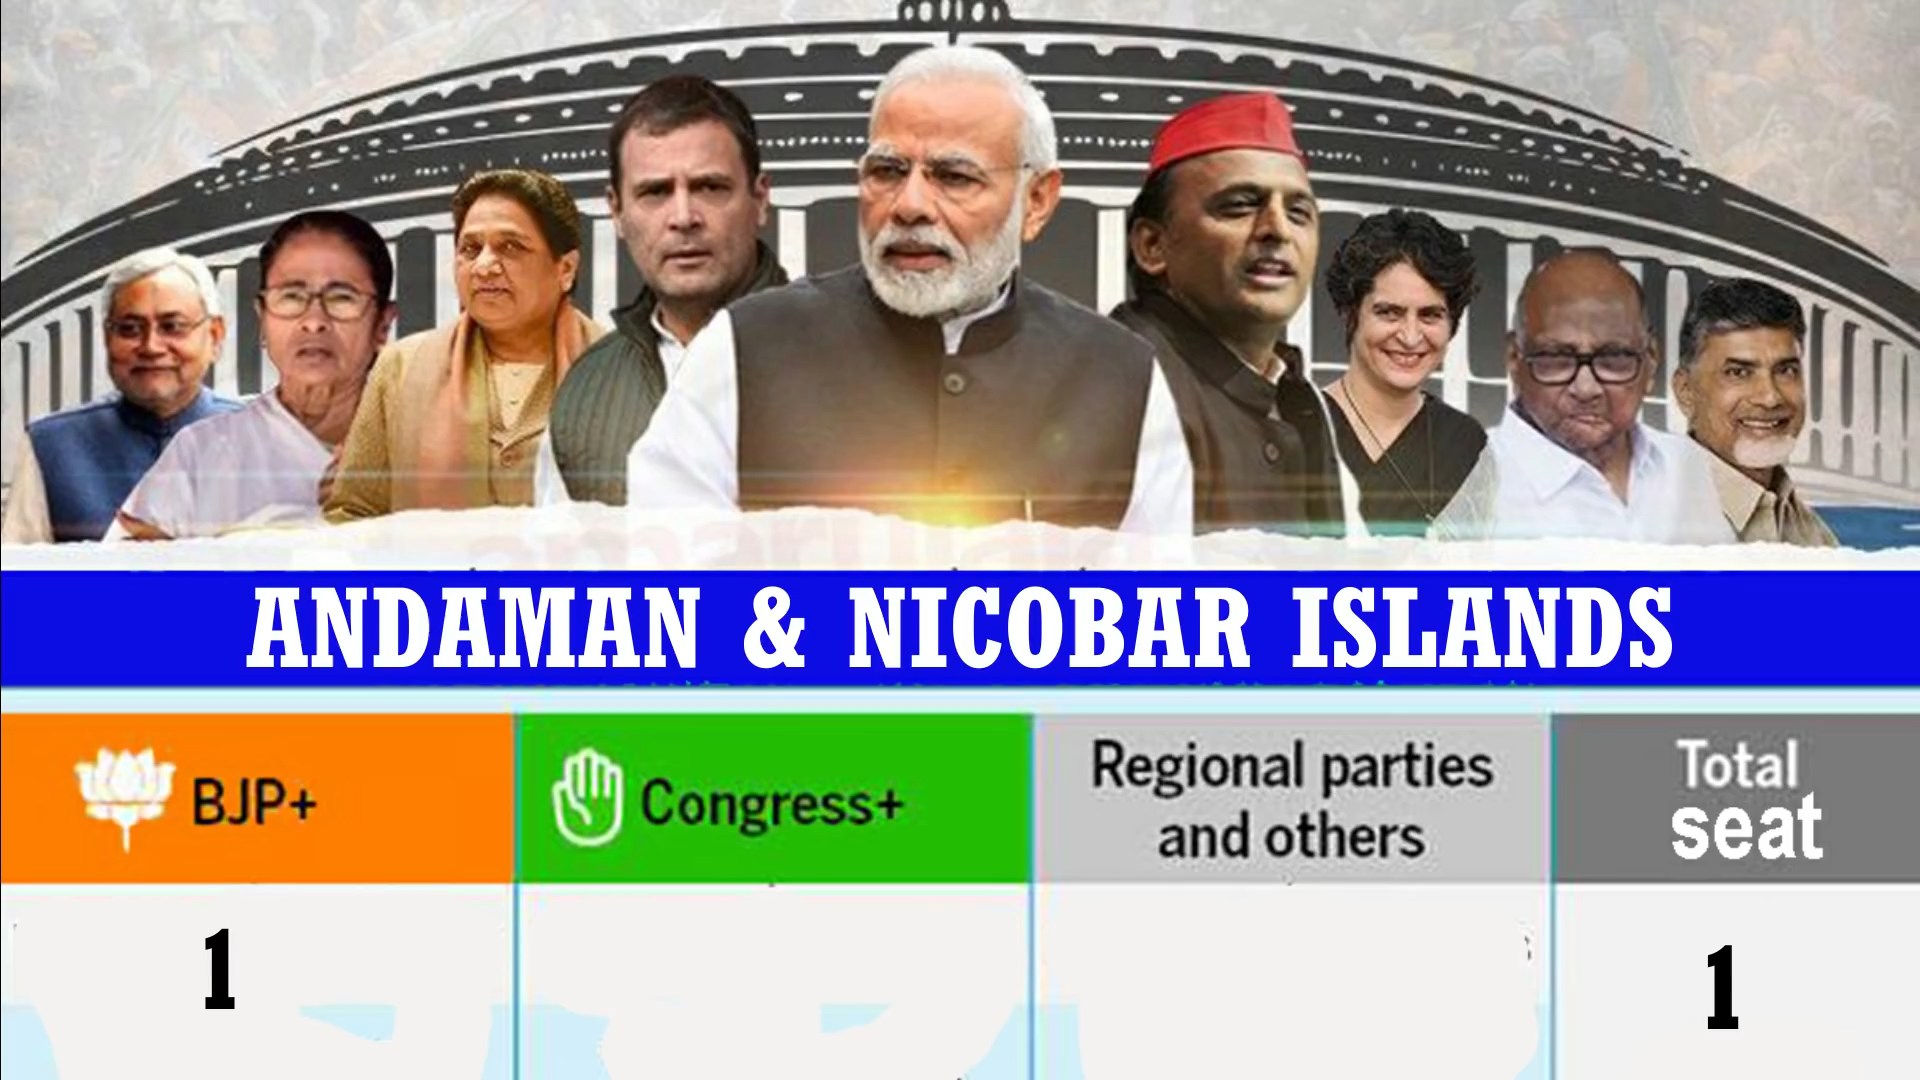 ANDAMAN & NICOBAR ISLANDS
BJP+
Congress+
Regional parties
and others
Total
seat
1
1